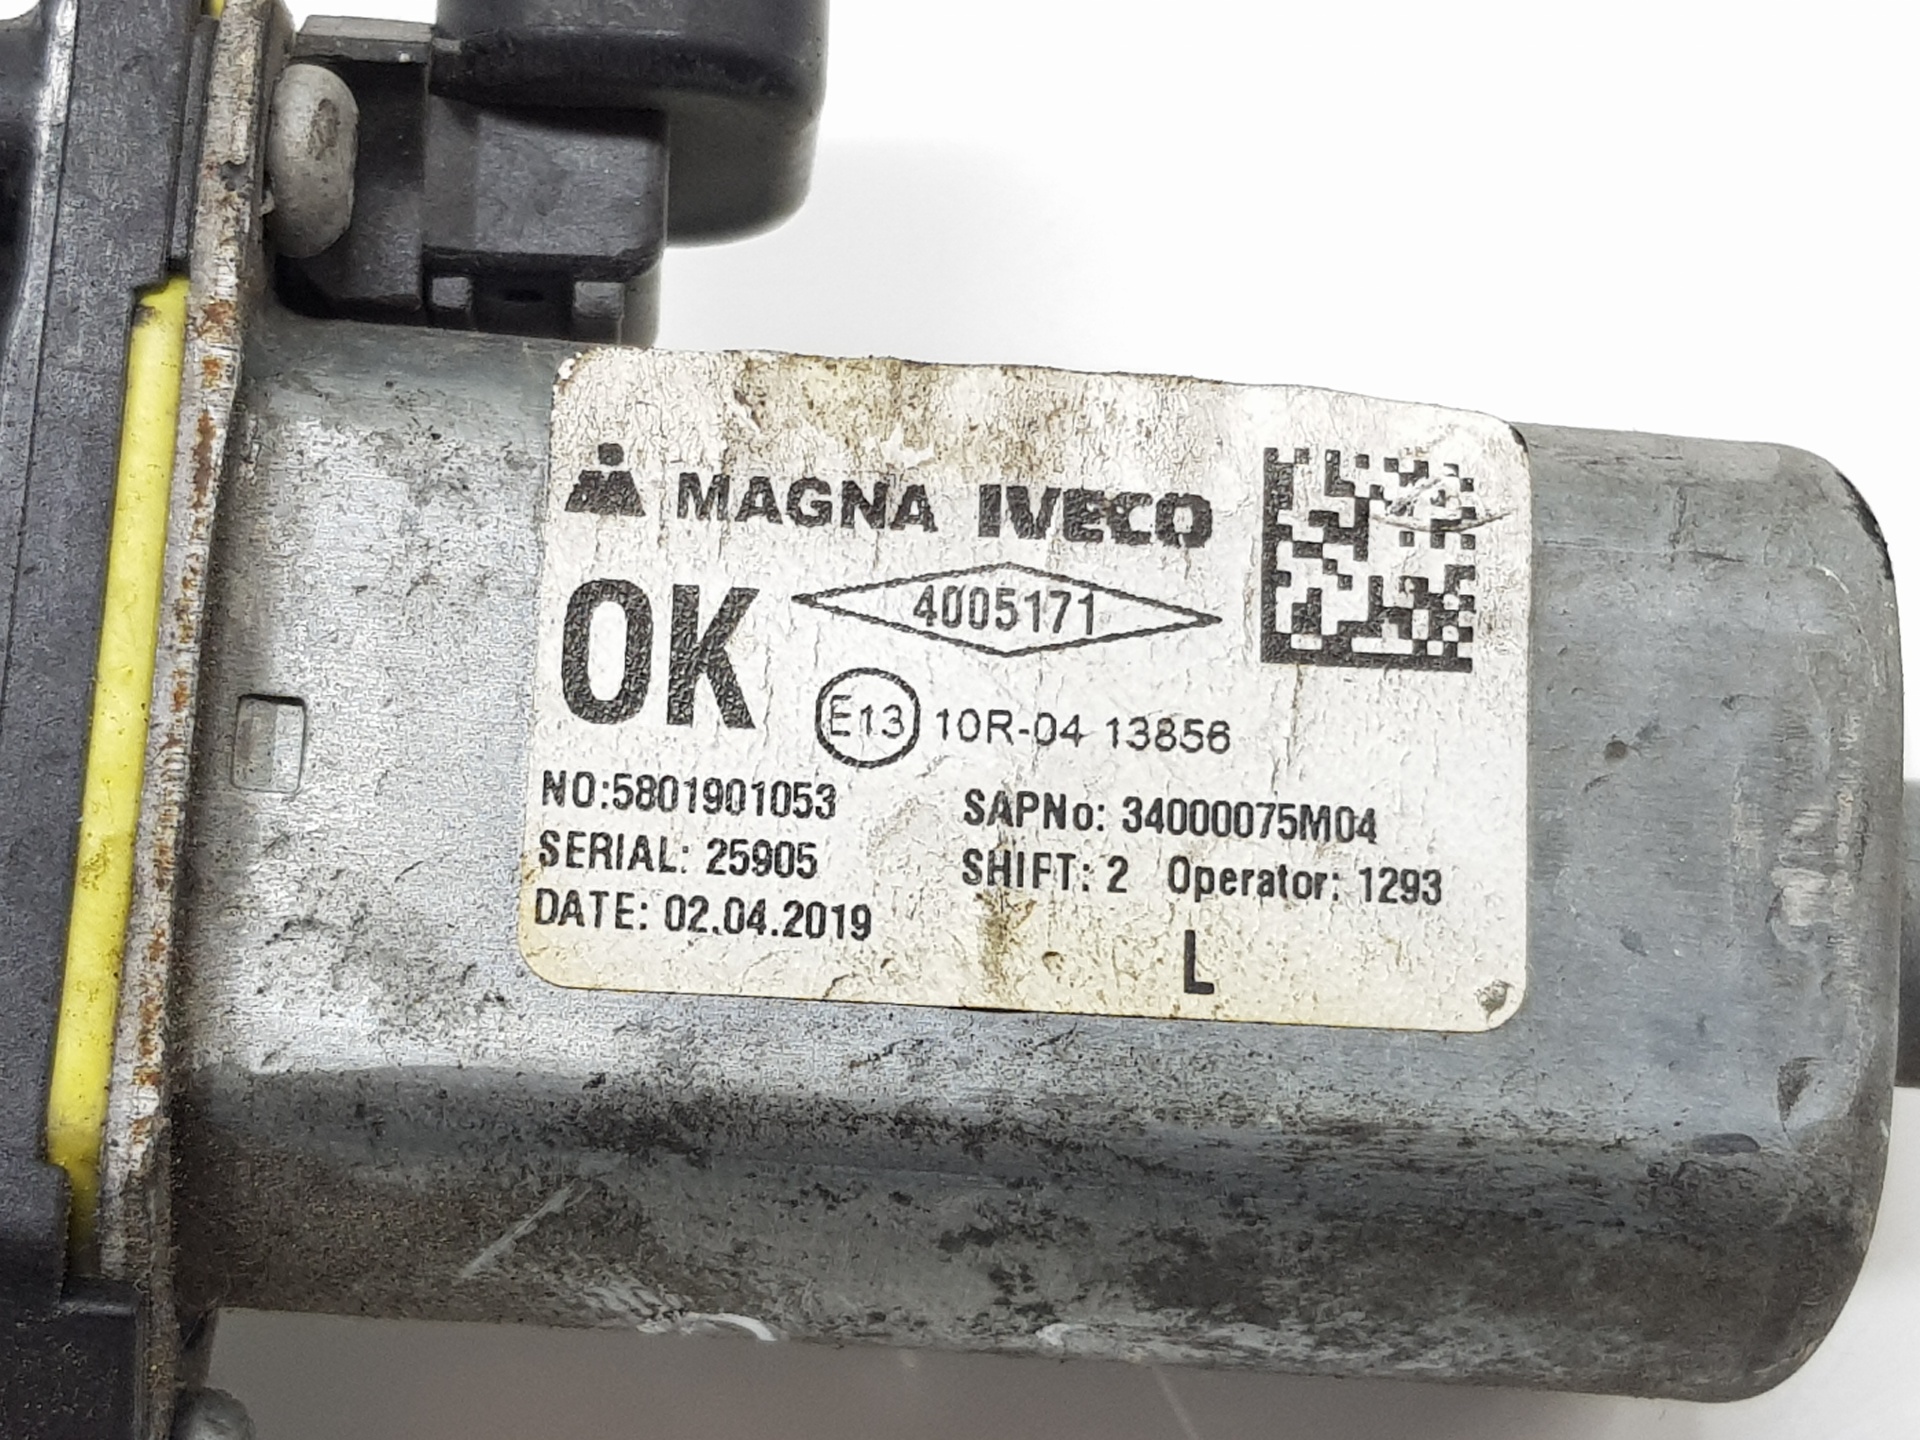 MAGNA IVECO
OK
4005171
E13 10R-04 13856
NO:5801901053 SAPNo: 34000075M04
SERIAL: 25905 SHIFT: 2 Operator: 1293
DATE: 02.04.2019
L